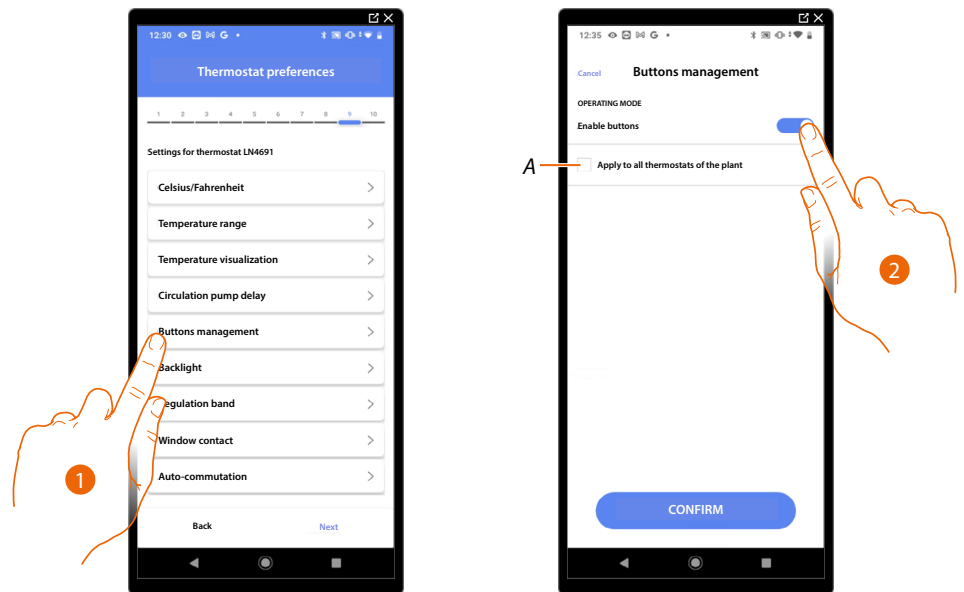 12:30 G
Thermostat preferences
1 2 3 4 5 6 7 8 9 10
Settings for thermostat LN4691
Celsius/Fahrenheit
Temperature range
Temperature visualization
Circulation pump delay
Buttons management
Backlight
egulation band
Window contact
Auto-commutation
Back Next
1
12:35 G
Cancel Buttons management
OPERATING MODE
Enable buttons
A
Apply to all thermostats of the plant
2
CONFIRM